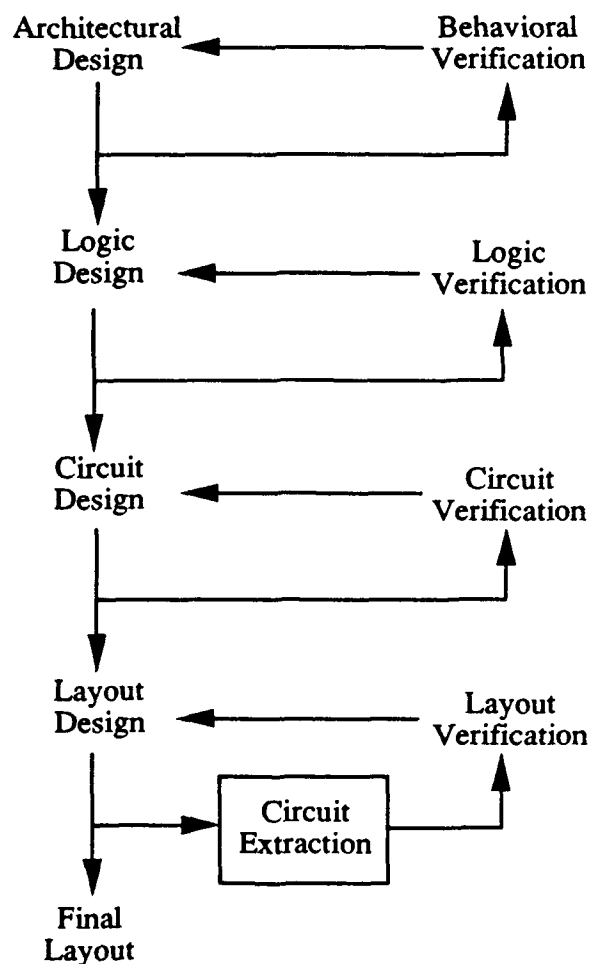 Architectural
Design
Behavioral
Verification
Logic
Design
Logic
Verification
Circuit
Design
Circuit
Verification
Layout
Design
Layout
Verification
Circuit
Extraction
Final
Layout